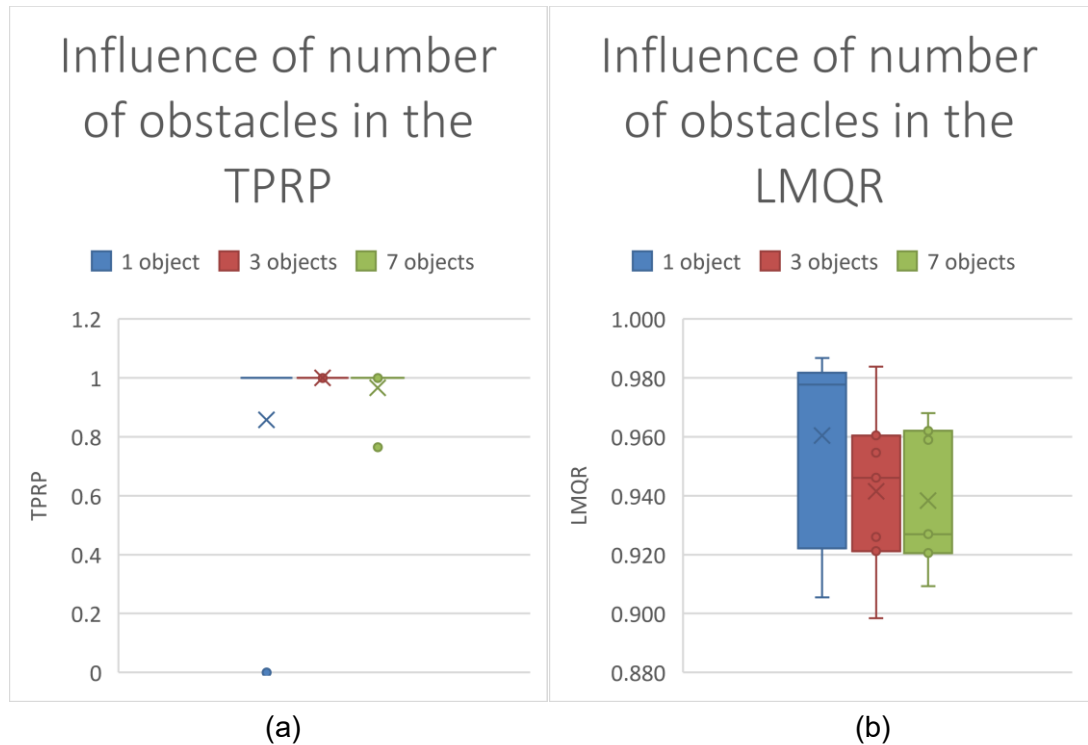 Influence of number
of obstacles in the
TPRP
1 object 3 objects 7 objects
1.2
1
0.8
0.6
0.4
0.2
0
TPRP
(a)
Influence of number
of obstacles in the
LMQR
1 object 3 objects 7 objects
1.000
0.980
0.960
0.940
0.920
0.900
0.880
LMQR
(b)